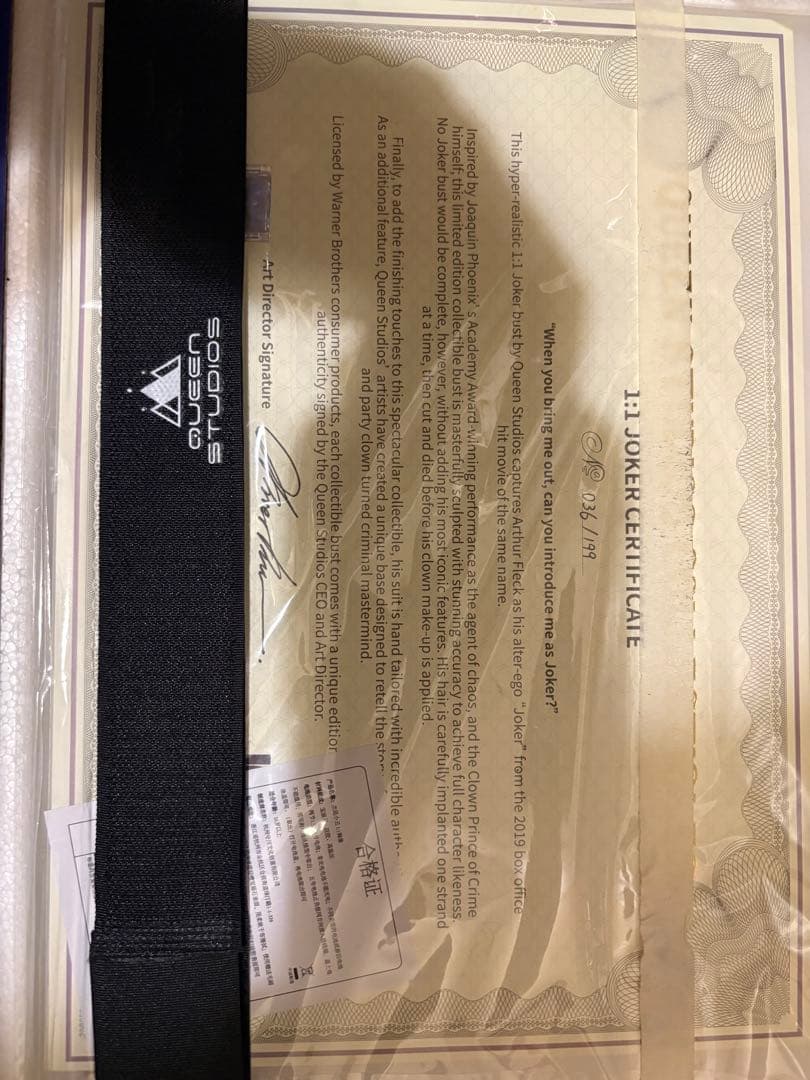 1:1 JOKER CERTIFICATE
№ 036/199
"When you bring me out, can you introduce me as Joker?"
This hyper-realistic 1:1 Joker bust by Queen Studios captures Arthur Fleck as his alter-ego "Joker" from the 2019 box office
hit movie of the same name.
Inspired by Joaquin Phoenix's Academy Award-winning performance as the agent of chaos, and the Clown Prince of Crime
himself; this limited edition collectible bust is masterfully sculpted with stunning accuracy to achieve full character likeness.
No Joker bust would be complete, however, without adding his most iconic features. His hair is carefully implanted one strand
at a time, then cut and died before his clown make-up is applied.
Finally, to add the finishing touches to this spectacular collectible, his suit is hand tailored with incredible
As an additional feature, Queen Studios' artists have created a unique base designed to retell the
and party clown turned criminal mastermind.
Licensed by Warner Brothers consumer products, each collectible bust comes with a unique
authenticity signed by the Queen Studios CEO and Art Director.
Art Director Signature
QUEEN
STUDIOS
合格证